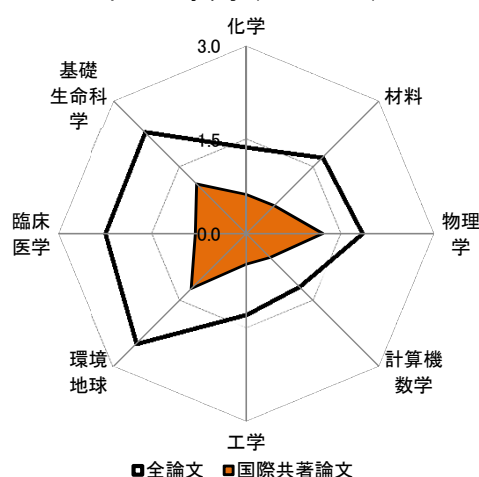 化学
3.0
基礎
生命科
学
材料
1.5
臨床
医学
0.0
物理
学
環境
地球
計算機
数学
工学
全論文 国際共著論文